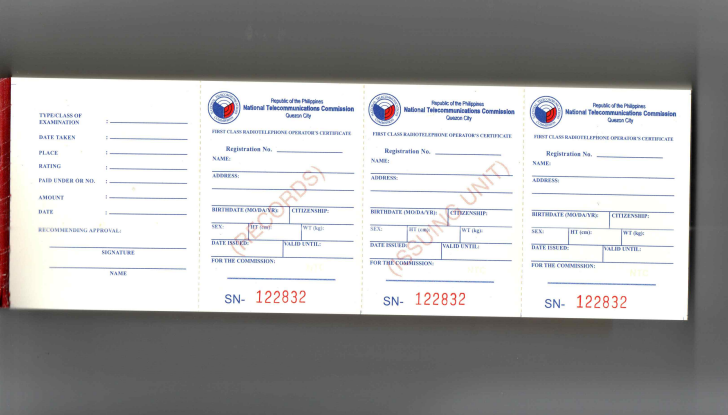 TYPE/CLASS OF
EXAMINATION :
DATE TAKEN :
PLACE :
RATING :
PAID UNDER OR NO. :
AMOUNT :
DATE :
RECOMMENDING APPROVAL:
SIGNATURE
NAME
Republic of the Philippines
National Telecommunications Commission
Quezon City
FIRST CLASS RADIOTELEPHONE OPERATOR'S CERTIFICATE
Registration No.
NAME:
ADDRESS:
(RECORDS)
BIRTHDATE (MO/DA/YR): CITIZENSHIP:
SEX: HT (cm): WT (kg):
DATE ISSUED: VALID UNTIL:
FOR THE COMMISSION:
SN- 122832
Republic of the Philippines
National Telecommunications Commission
Quezon City
FIRST CLASS RADIOTELEPHONE OPERATOR'S CERTIFICATE
Registration No.
NAME:
ADDRESS:
(ISSUING UNIT)
BIRTHDATE (MO/DA/YR): CITIZENSHIP:
SEX: HT (cm): WT (kg):
DATE ISSUED: VALID UNTIL:
FOR THE COMMISSION:
SN- 122832
Republic of the Philippines
National Telecommunications Commission
Quezon City
FIRST CLASS RADIOTELEPHONE OPERATOR'S CERTIFICATE
Registration No.
NAME:
ADDRESS:
BIRTHDATE (MO/DA/YR): CITIZENSHIP:
SEX: HT (cm): WT (kg):
DATE ISSUED: VALID UNTIL:
FOR THE COMMISSION:
SN- 122832